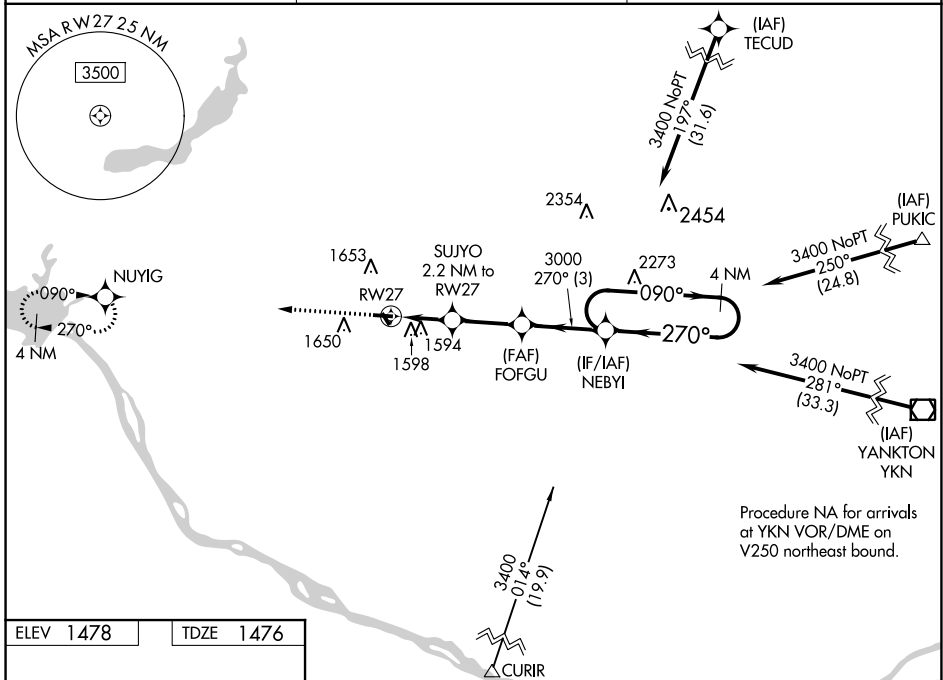 MSA RW27 25 NM
3500
(IAF)
TECUD
3400 NoPT
197°
(31.6)
2354
2454
(IAF)
PUKIC
3400 NoPT
250°
(24.8)
1653
SUJYO
2.2 NM to
RW27
3000
270° (3)
2273
4 NM
NUYIG
090°
270°
4 NM
RW27
090°
270°
1650
1598
1594
(FAF)
FOFGU
(IF/IAF)
NEBYI
3400 NoPT
281°
(33.3)
(IAF)
YANKTON
YKN
Procedure NA for arrivals
at YKN VOR/DME on
V250 northeast bound.
3400
014°
(19.9)
CURIR
ELEV 1478
TDZE 1476